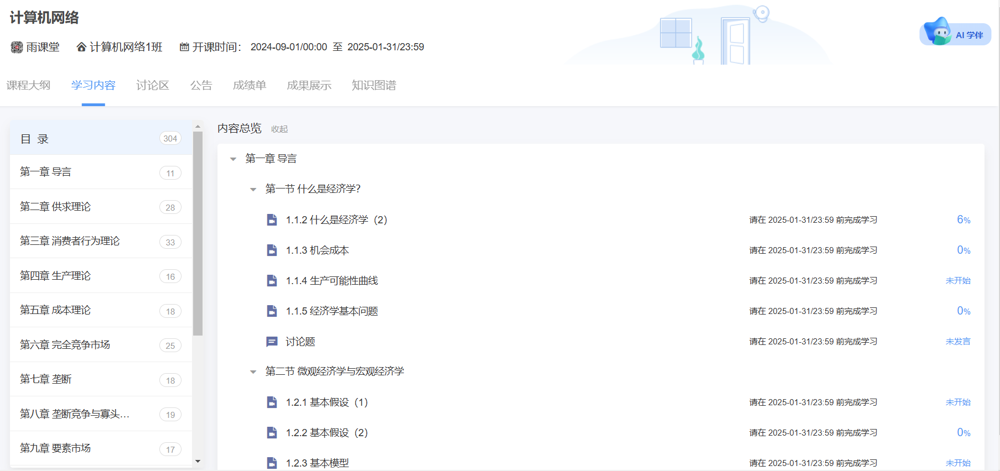 计算机网络
雨课堂 计算机网络1班 开课时间： 2024-09-01/00:00 至 2025-01-31/23:59
AI 学伴
课程大纲 学习内容 讨论区 公告 成绩单 成果展示 知识图谱
目 录 304
第一章 导言 11
第二章 供求理论 28
第三章 消费者行为理论 33
第四章 生产理论 16
第五章 成本理论 18
第六章 完全竞争市场 25
第七章 垄断 18
第八章 垄断竞争与寡头… 19
第九章 要素市场 17
内容总览 收起
第一章 导言
第一节 什么是经济学?
1.1.2 什么是经济学（2） 请在 2025-01-31/23:59 前完成学习 6%
1.1.3 机会成本 请在 2025-01-31/23:59 前完成学习 0%
1.1.4 生产可能性曲线 请在 2025-01-31/23:59 前完成学习 未开始
1.1.5 经济学基本问题 请在 2025-01-31/23:59 前完成学习 0%
讨论题 请在 2025-01-31/23:59 前完成学习 未发言
第二节 微观经济学与宏观经济学
1.2.1 基本假设（1） 请在 2025-01-31/23:59 前完成学习 未开始
1.2.2 基本假设（2） 请在 2025-01-31/23:59 前完成学习 0%
1.2.3 基本模型 请在 2025-01-31/23:59 前完成学习 未开始